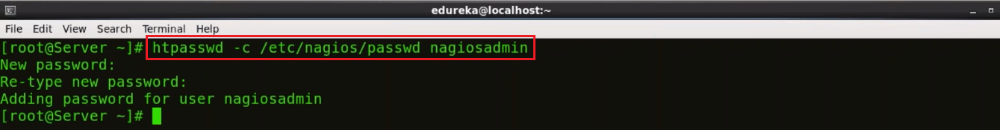 edureka@localhost:~
File Edit View Search Terminal Help
[root@Server ~]# htpasswd -c /etc/nagios/passwd nagiosadmin
New password:
Re-type new password:
Adding password for user nagiosadmin
[root@Server ~]#